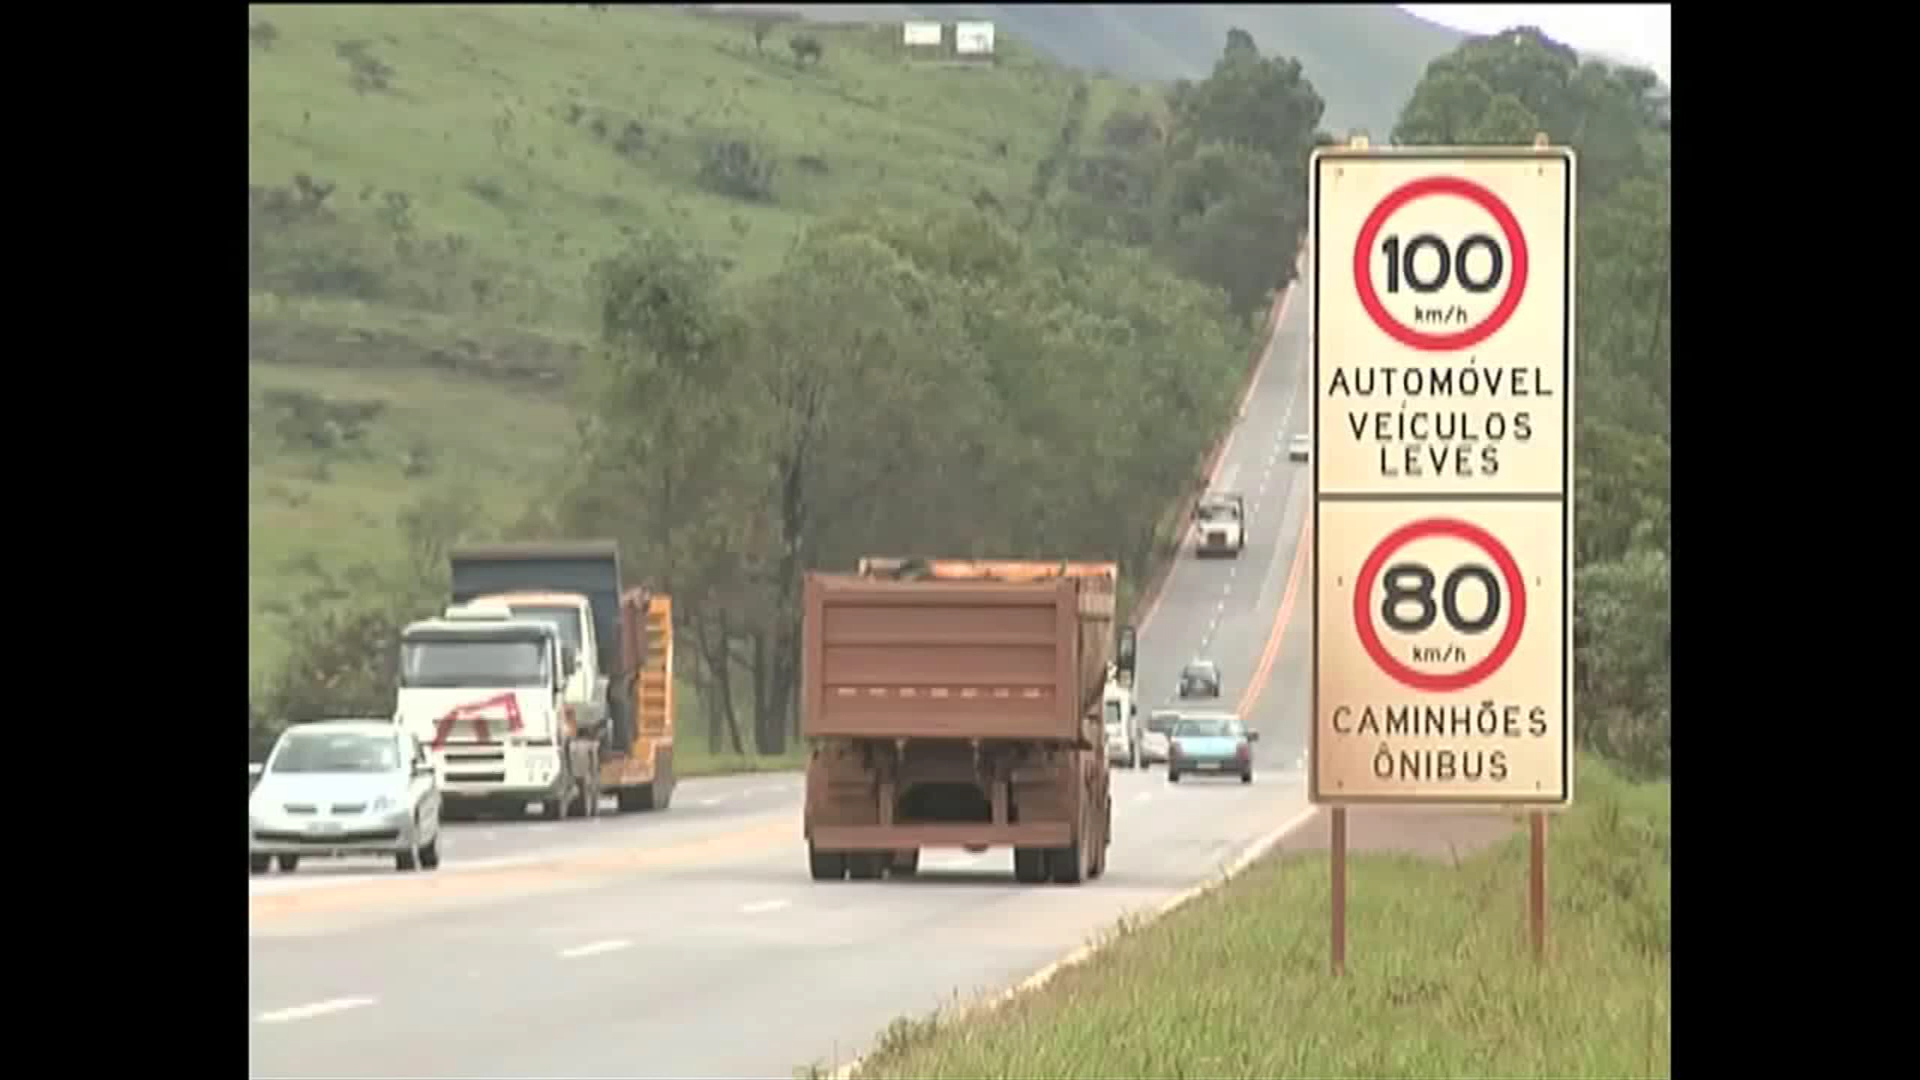 100
km/h
AUTOMÓVEL
VEÍCULOS
LEVES
80
km/h
CAMINHÕES
ÔNIBUS